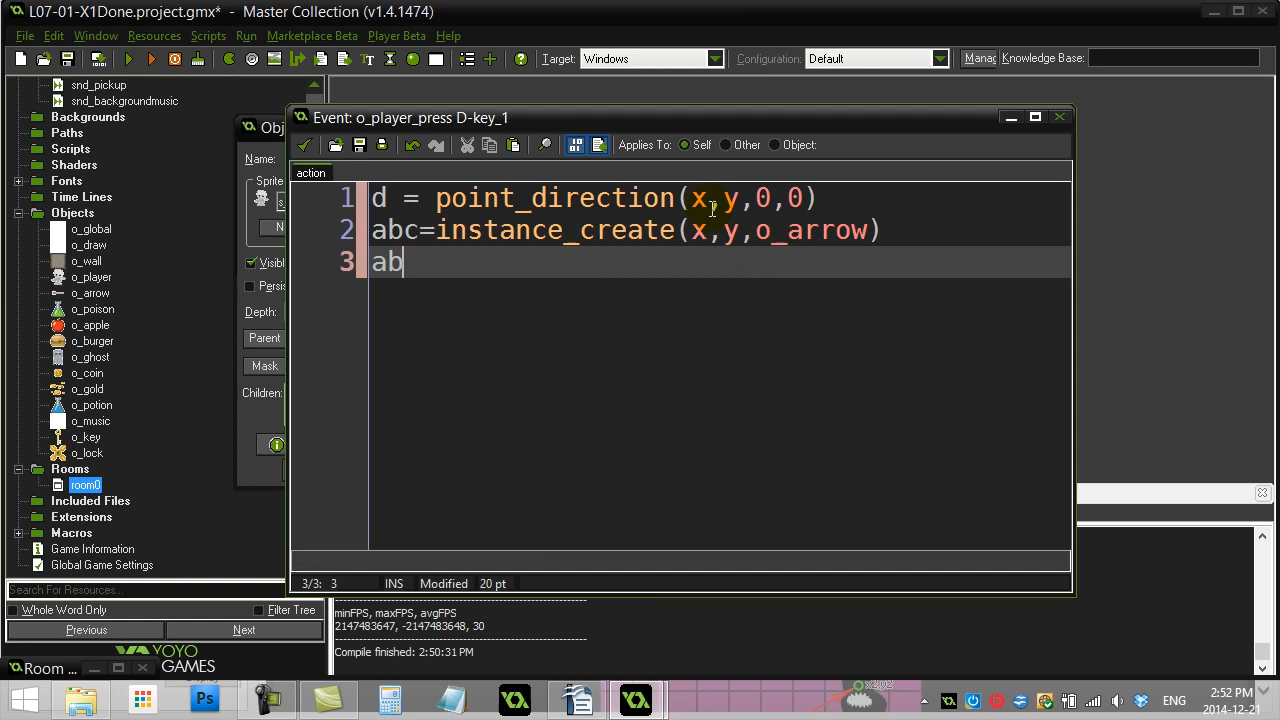 L07-01-X1Done.project.gmx* - Master Collection (v1.4.1474)
File Edit Window Resources Scripts Run Marketplace Beta Player Beta Help
Target: Windows Configuration: Default Manac Knowledge Base:
snd_pickup
snd_backgroundmusic
Backgrounds
Paths
Scripts
Shaders
Fonts
Time Lines
Objects
o_global
o_draw
o_wall
o_player
o_arrow
o_poison
o_apple
o_burger
o_ghost
o_coin
o_gold
o_potion
o_music
o_key
o_lock
Rooms
room0
Included Files
Extensions
Macros
Game Information
Global Game Settings
Search For Resources...
Whole Word Only Filter Tree
Previous Next
YOYO
GAMES
Room ...
Obj
Name:
Sprite
s
N
Visibl
Persis
Depth:
Parent
Mask
Children:
Event: o_player_press D-key_1
Applies To: Self Other Object:
action
1 d = point_direction(x,y,0,0)
2 abc=instance_create(x,y,o_arrow)
3 ab
3/3: 3 INS Modified 20 pt
minFPS, maxFPS, avgFPS
2147483647, -2147483648, 30
Compile finished: 2:50:31 PM
Ps
ENG
2:52 PM
2014-12-21